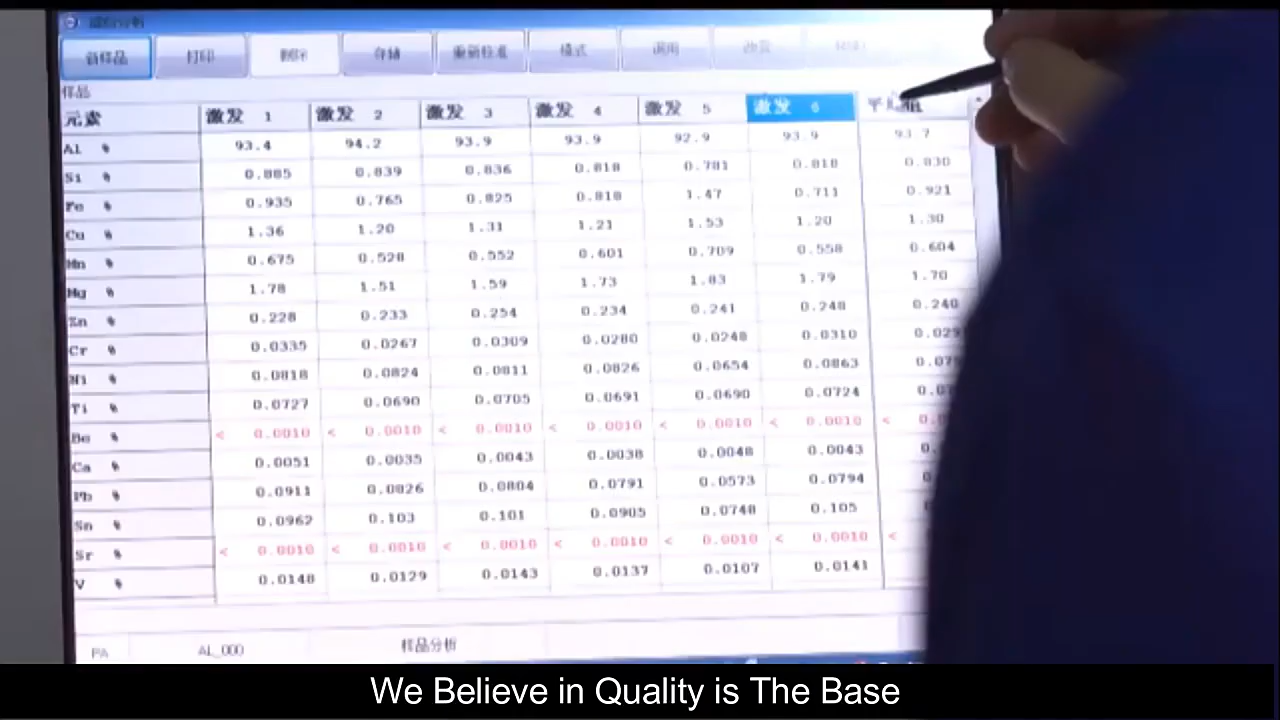 新样品 打印 删除 存储 重新校准 模式 调用
样品
元素 激发 1 激发 2 激发 3 激发 4 激发 5 激发 6
Al % 93.4 94.2 93.9 93.9 92.9 93.9 93.7
Si % 0.885 0.839 0.836 0.818 0.781 0.818 0.830
Fe % 0.935 0.765 0.825 0.818 1.47 0.711 0.921
Cu % 1.36 1.20 1.31 1.21 1.53 1.20 1.30
Mn % 0.675 0.528 0.552 0.601 0.709 0.558 0.604
Mg % 1.78 1.51 1.59 1.73 1.83 1.79 1.70
Zn % 0.228 0.233 0.254 0.234 0.241 0.248 0.240
Cr % 0.0335 0.0267 0.0309 0.0280 0.0248 0.0310
Ni % 0.0818 0.0824 0.0811 0.0826 0.0654 0.0863
Ti % 0.0727 0.0690 0.0705 0.0691 0.0690 0.0724
Be % < 0.0010 < 0.0010 < 0.0010 < 0.0010 < 0.0010 < 0.0010 <
Ca % 0.0051 0.0035 0.0043 0.0038 0.0048 0.0043
Pb % 0.0911 0.0826 0.0804 0.0791 0.0573 0.0794
Sn % 0.0962 0.103 0.101 0.0905 0.0748 0.105
Sr % < 0.0010 < 0.0010 < 0.0010 < 0.0010 < 0.0010 < 0.0010 <
V % 0.0148 0.0129 0.0143 0.0137 0.0107 0.0141
PA AL_000 样品分析
We Believe in Quality is The Base